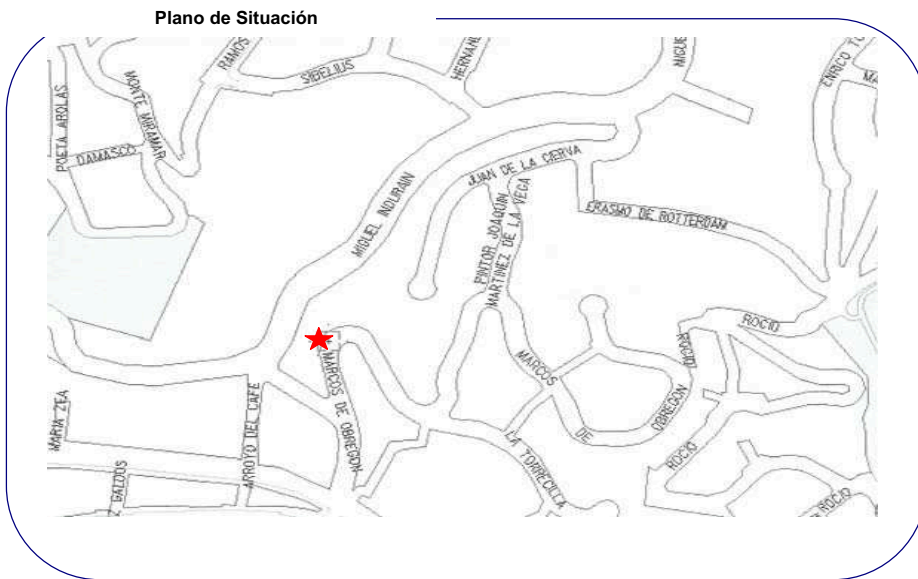 Plano de Situación
RAMOS
SIBELIUS
HERNAN
MIGUE
ENRICO TO
MA
MONTE MIRAMAR
POETA AROLAS
DAMASCO
JUAN DE LA CIERVA
MIGUEL INDURAIN
PINTOR JOAQUIN
MARTINEZ DE LA VEGA
ERASMO DE ROTTERDAM
ROCIO
ROCIO
MARCOS
DE
OBREGON
MARCOS DE OBREGON
MARIA ZEA
ARROYO DEL CAFE
Z GALDOS
LA TORRECILLA
ROCIO
ROCIO